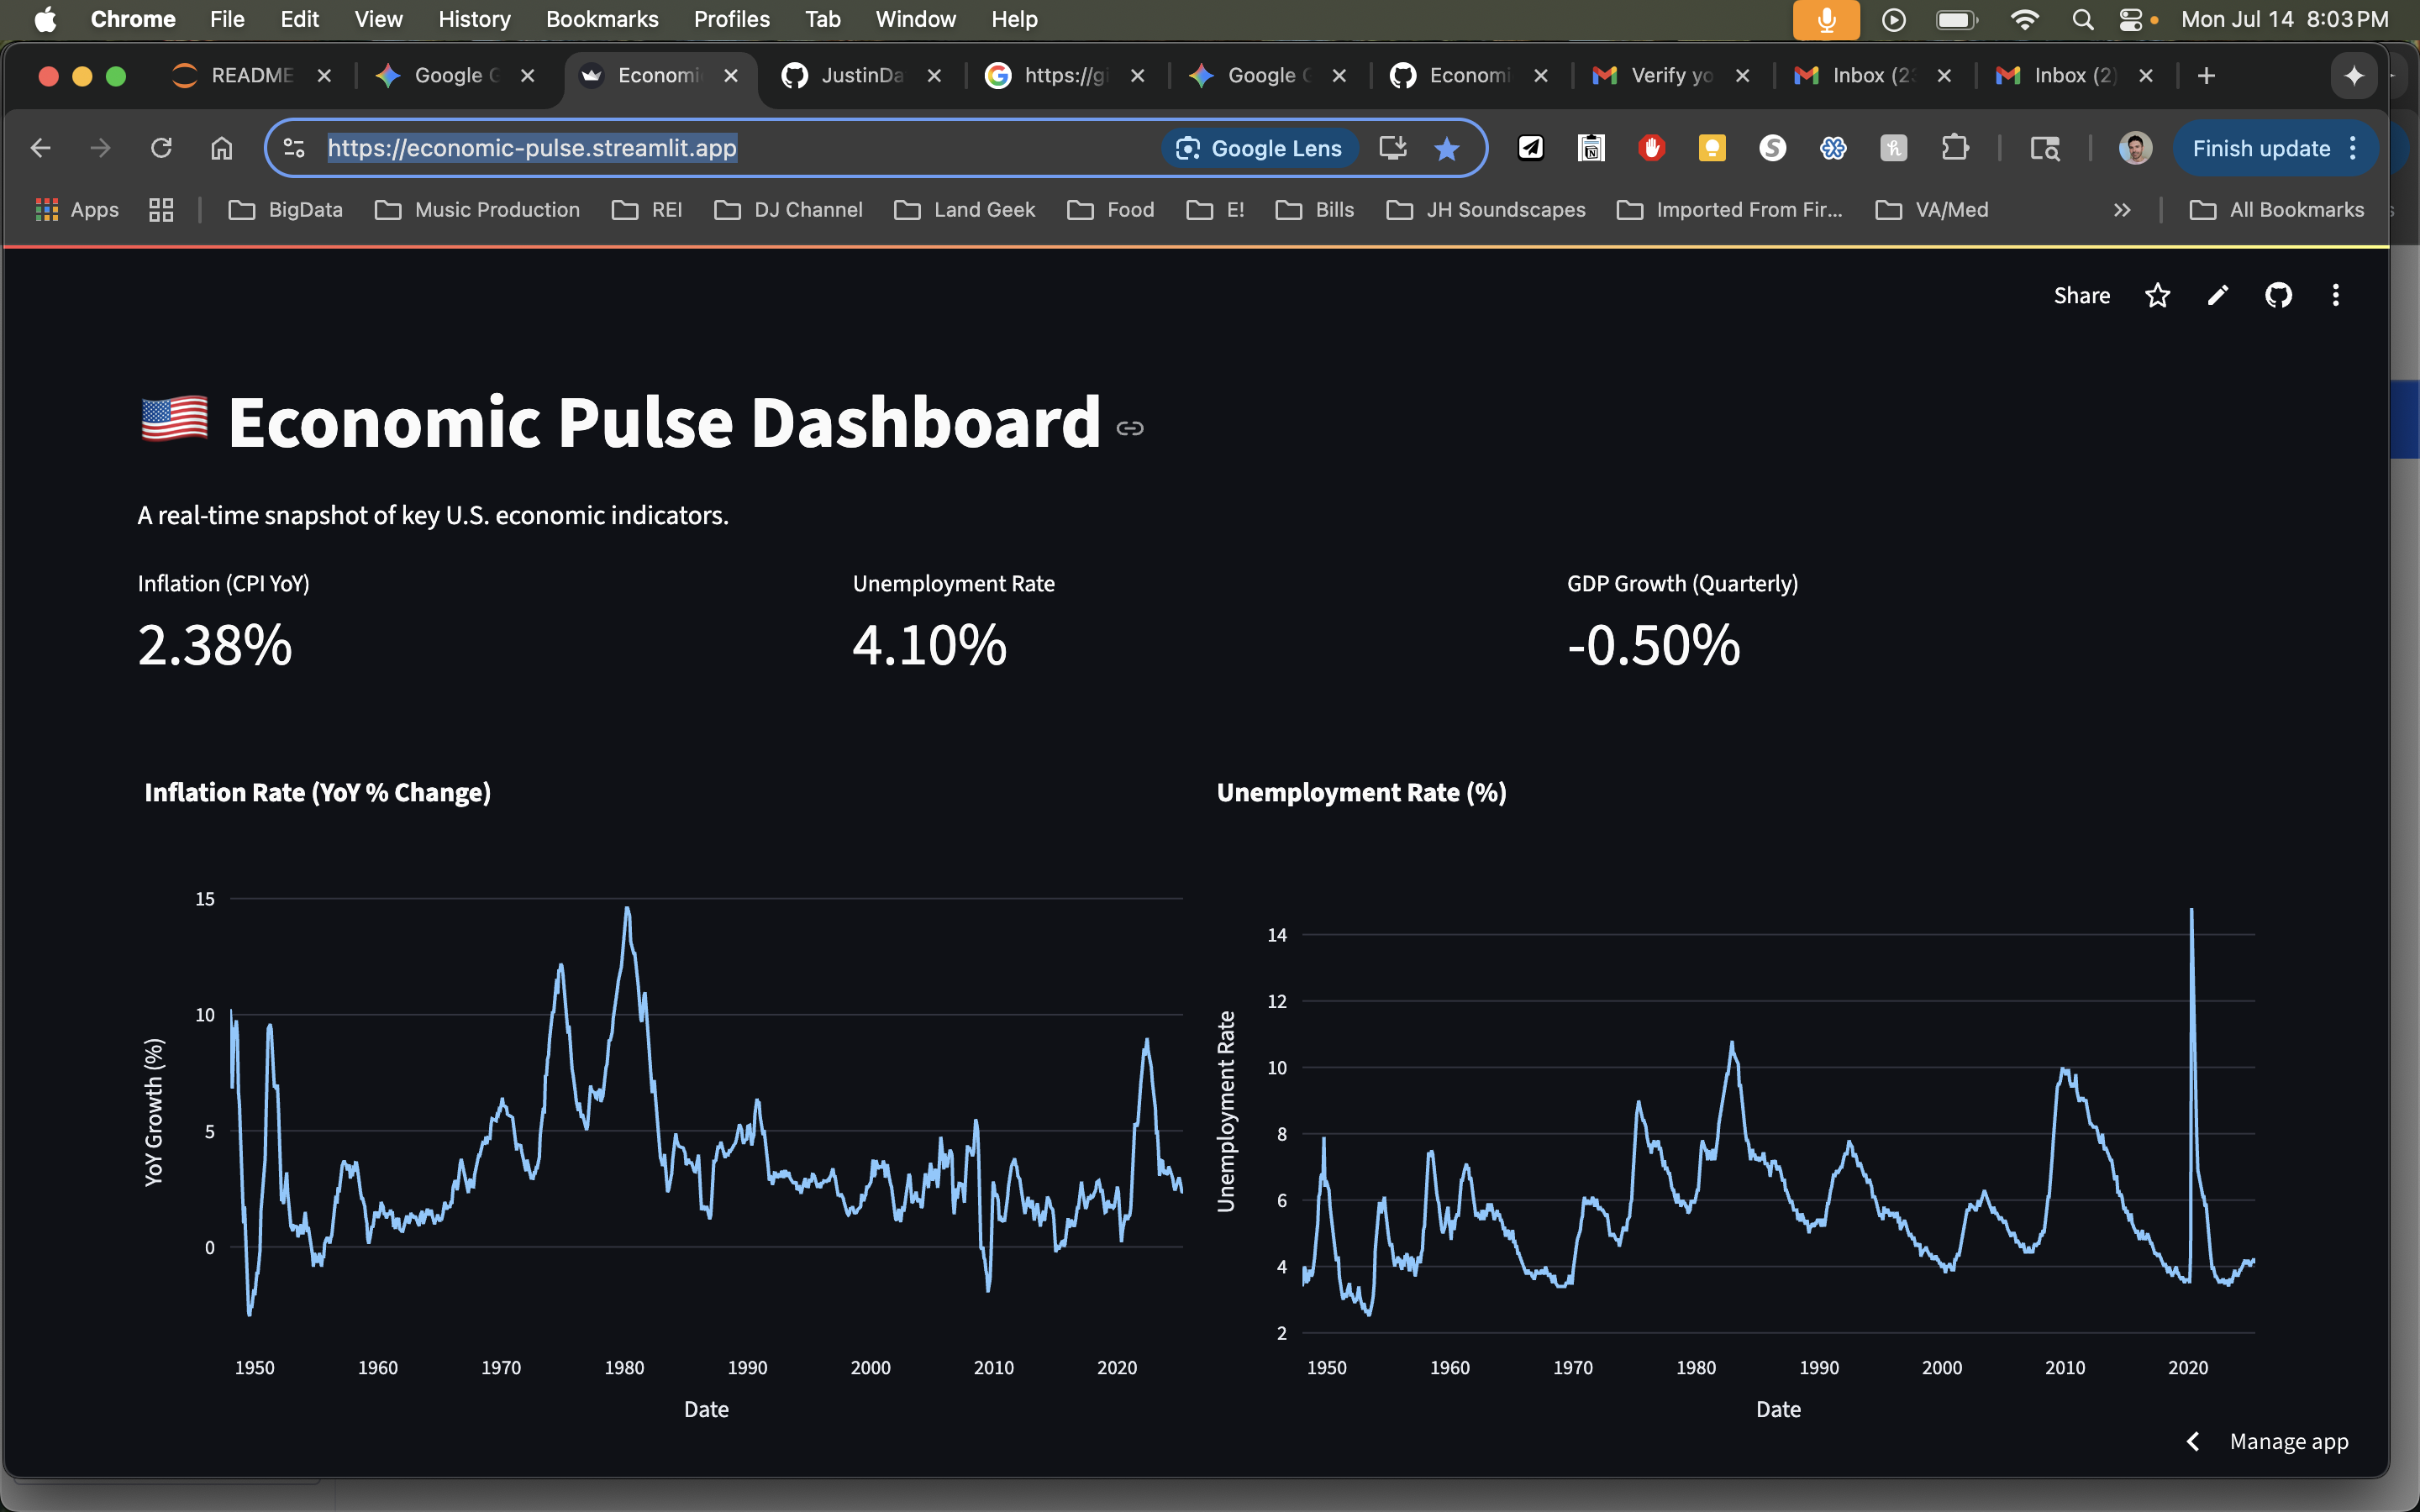 Chrome File Edit View History Bookmarks Profiles Tab Window Help Mon Jul 14 8:03 PM
README Google G Economi JustinDa https://gi Google G Economi Verify yo Inbox (2 Inbox (2)
https://economic-pulse.streamlit.app Google Lens Finish update
Apps BigData Music Production REI DJ Channel Land Geek Food E! Bills JH Soundscapes Imported From Fir... VA/Med » All Bookmarks
Share
Economic Pulse Dashboard
A real-time snapshot of key U.S. economic indicators.
Inflation (CPI YoY)
2.38%
Unemployment Rate
4.10%
GDP Growth (Quarterly)
-0.50%
Inflation Rate (YoY % Change)
YoY Growth (%)
15
10
5
0
1950 1960 1970 1980 1990 2000 2010 2020
Date
Unemployment Rate (%)
Unemployment Rate
14
12
10
8
6
4
2
1950 1960 1970 1980 1990 2000 2010 2020
Date
Manage app